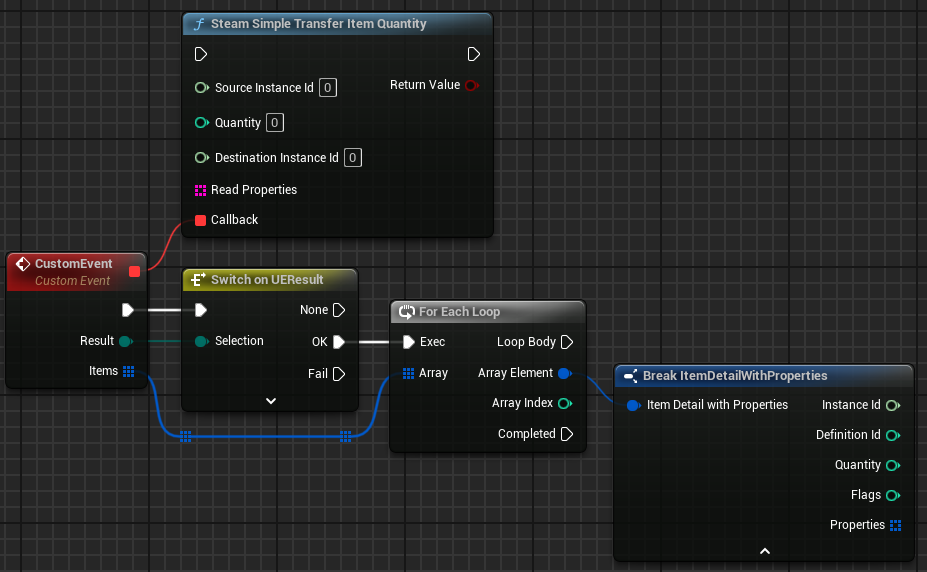 Steam Simple Transfer Item Quantity
Source Instance Id 0
Return Value
Quantity 0
Destination Instance Id 0
Read Properties
Callback
CustomEvent
Custom Event
Result
Items
Switch on UEResult
None
Selection
OK
Fail
For Each Loop
Exec
Loop Body
Array
Array Element
Array Index
Completed
Break ItemDetailWithProperties
Item Detail with Properties
Instance Id
Definition Id
Quantity
Flags
Properties